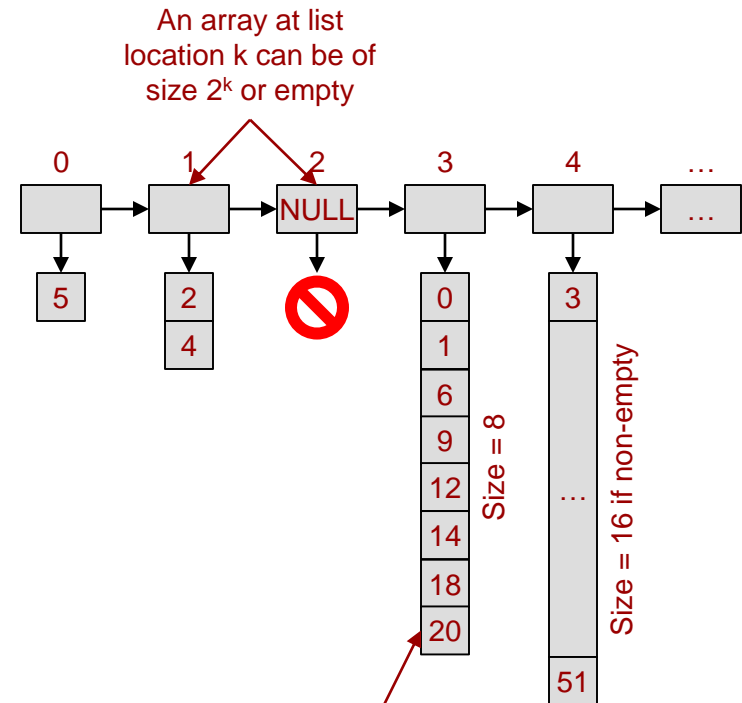 An array at list
location k can be of
size 2ᵏ or empty
0 1 2 3 4 …
NULL …
5 2 0 3
4 1
6
9
12 …
14
18
20
51
Size = 8
Size = 16 if non-empty